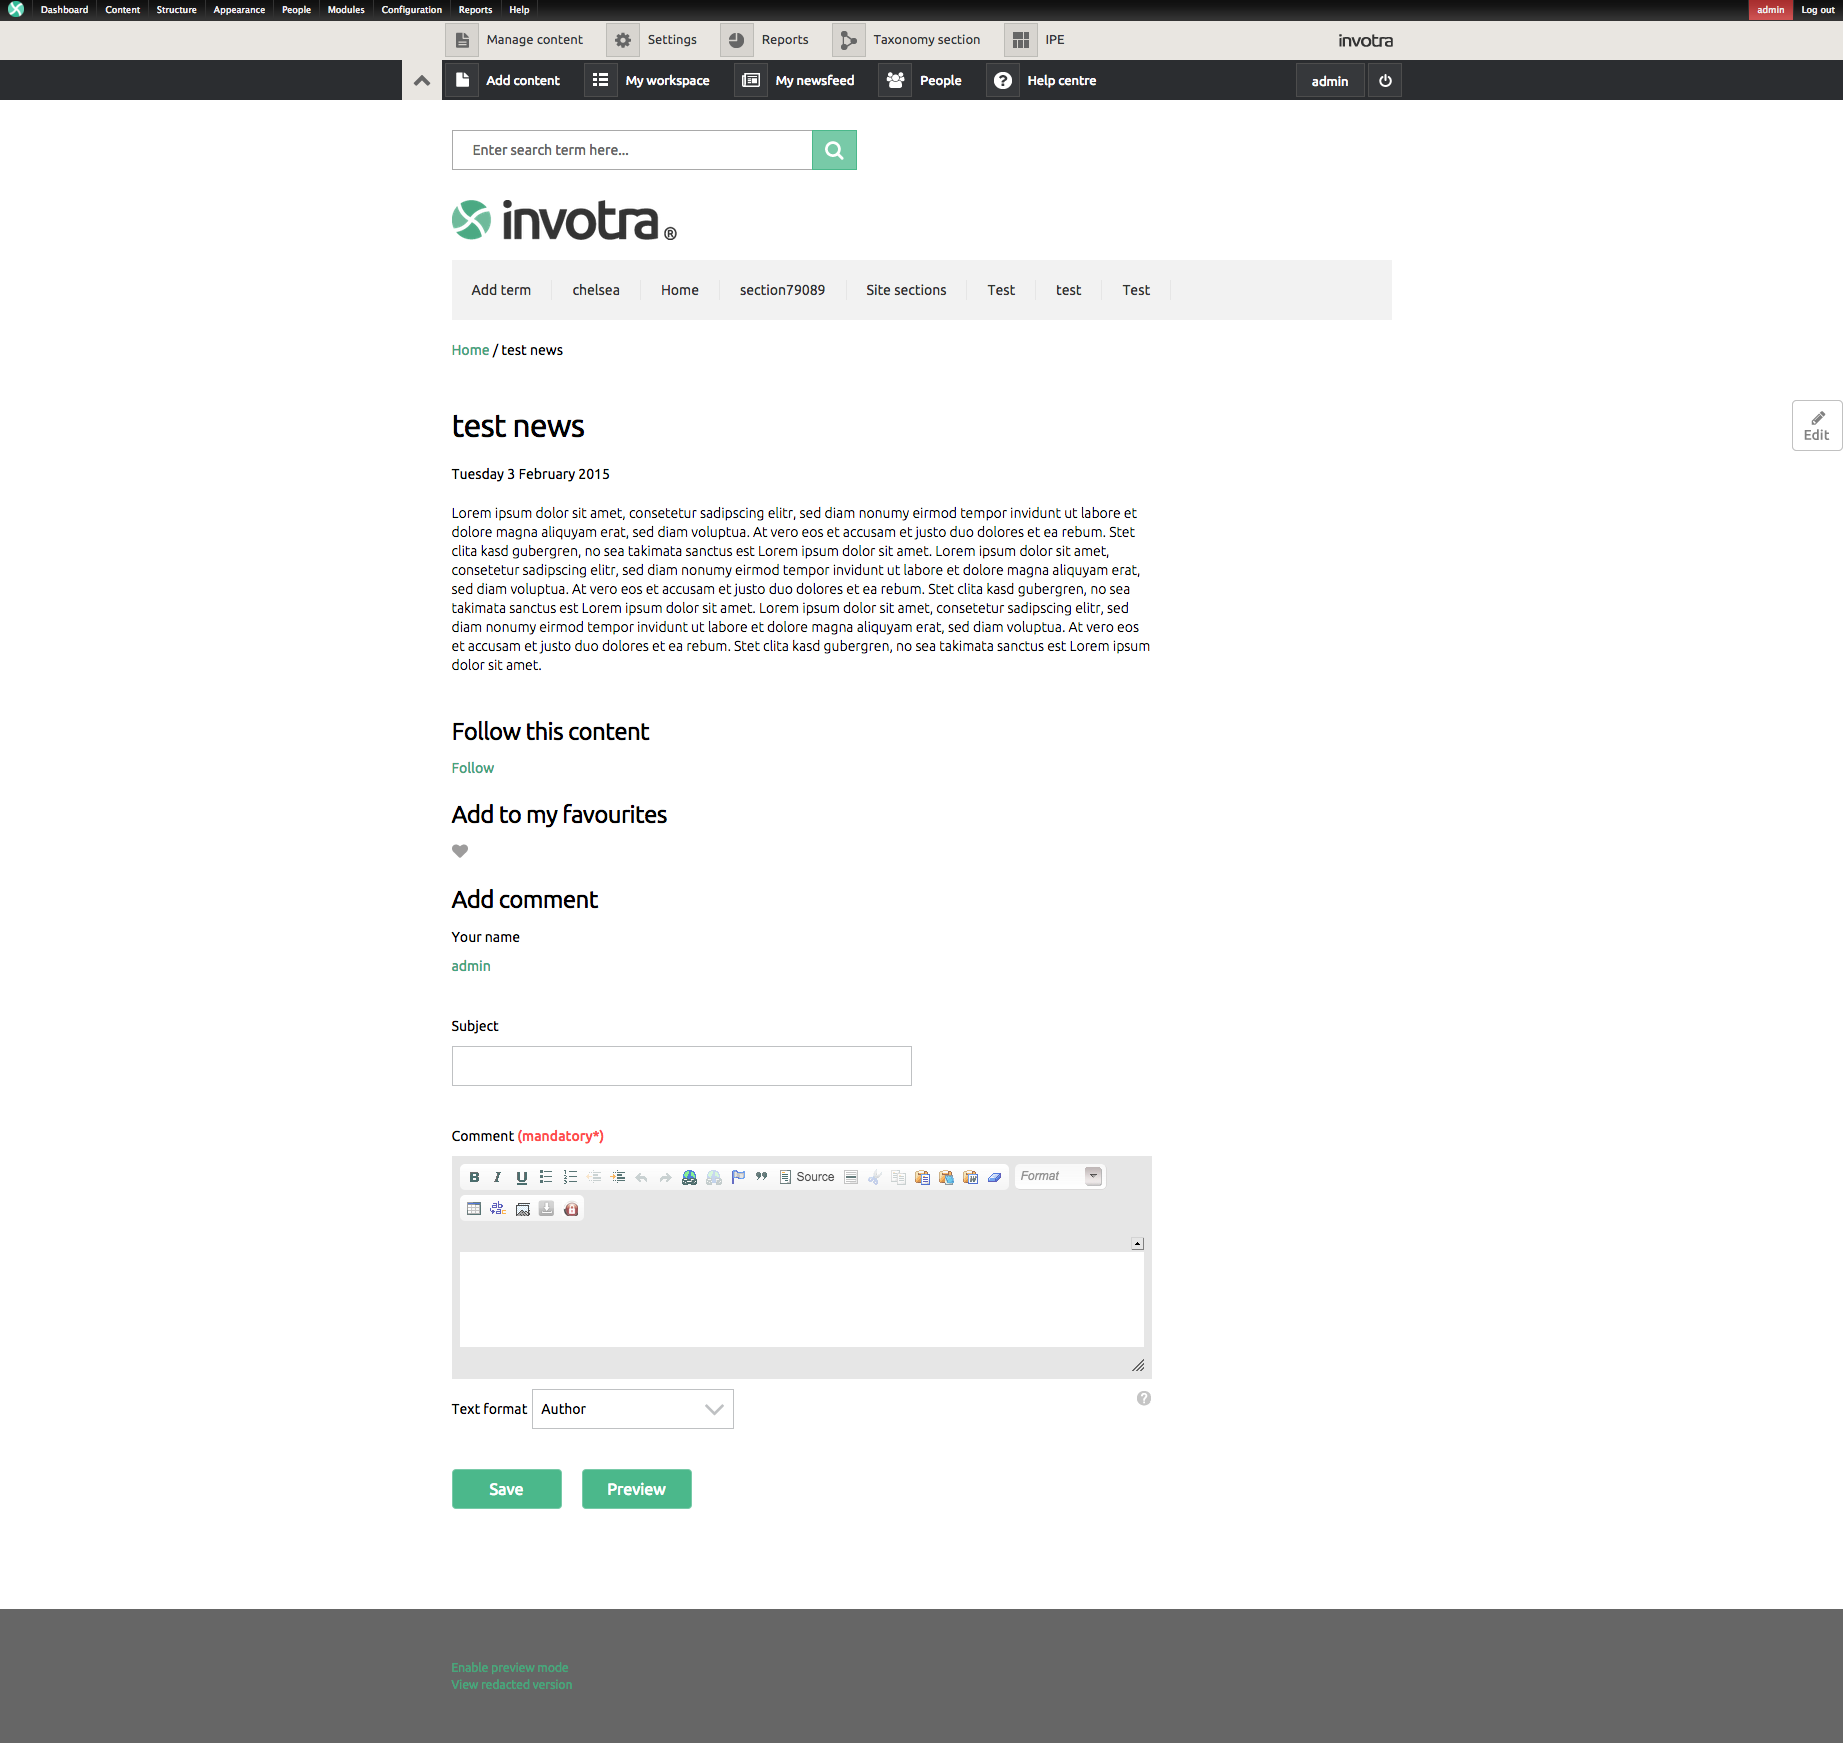 Dashboard Content Structure Appearance People Modules Configuration Reports Help admin Log out
Manage content Settings Reports Taxonomy section IPE invotra
Add content My workspace My newsfeed People Help centre admin
Enter search term here...
invotra®
Add term chelsea Home section79089 Site sections Test test Test
Home / test news
Edit
test news
Tuesday 3 February 2015
Lorem ipsum dolor sit amet, consetetur sadipscing elitr, sed diam nonumy eirmod tempor invidunt ut labore et
dolore magna aliquyam erat, sed diam voluptua. At vero eos et accusam et justo duo dolores et ea rebum. Stet
clita kasd gubergren, no sea takimata sanctus est Lorem ipsum dolor sit amet. Lorem ipsum dolor sit amet,
consetetur sadipscing elitr, sed diam nonumy eirmod tempor invidunt ut labore et dolore magna aliquyam erat,
sed diam voluptua. At vero eos et accusam et justo duo dolores et ea rebum. Stet clita kasd gubergren, no sea
takimata sanctus est Lorem ipsum dolor sit amet. Lorem ipsum dolor sit amet, consetetur sadipscing elitr, sed
diam nonumy eirmod tempor invidunt ut labore et dolore magna aliquyam erat, sed diam voluptua. At vero eos
et accusam et justo duo dolores et ea rebum. Stet clita kasd gubergren, no sea takimata sanctus est Lorem ipsum
dolor sit amet.
Follow this content
Follow
Add to my favourites
Add comment
Your name
admin
Subject
Comment (mandatory*)
B I U Source Format
Text format Author
Save Preview
Enable preview mode
View redacted version